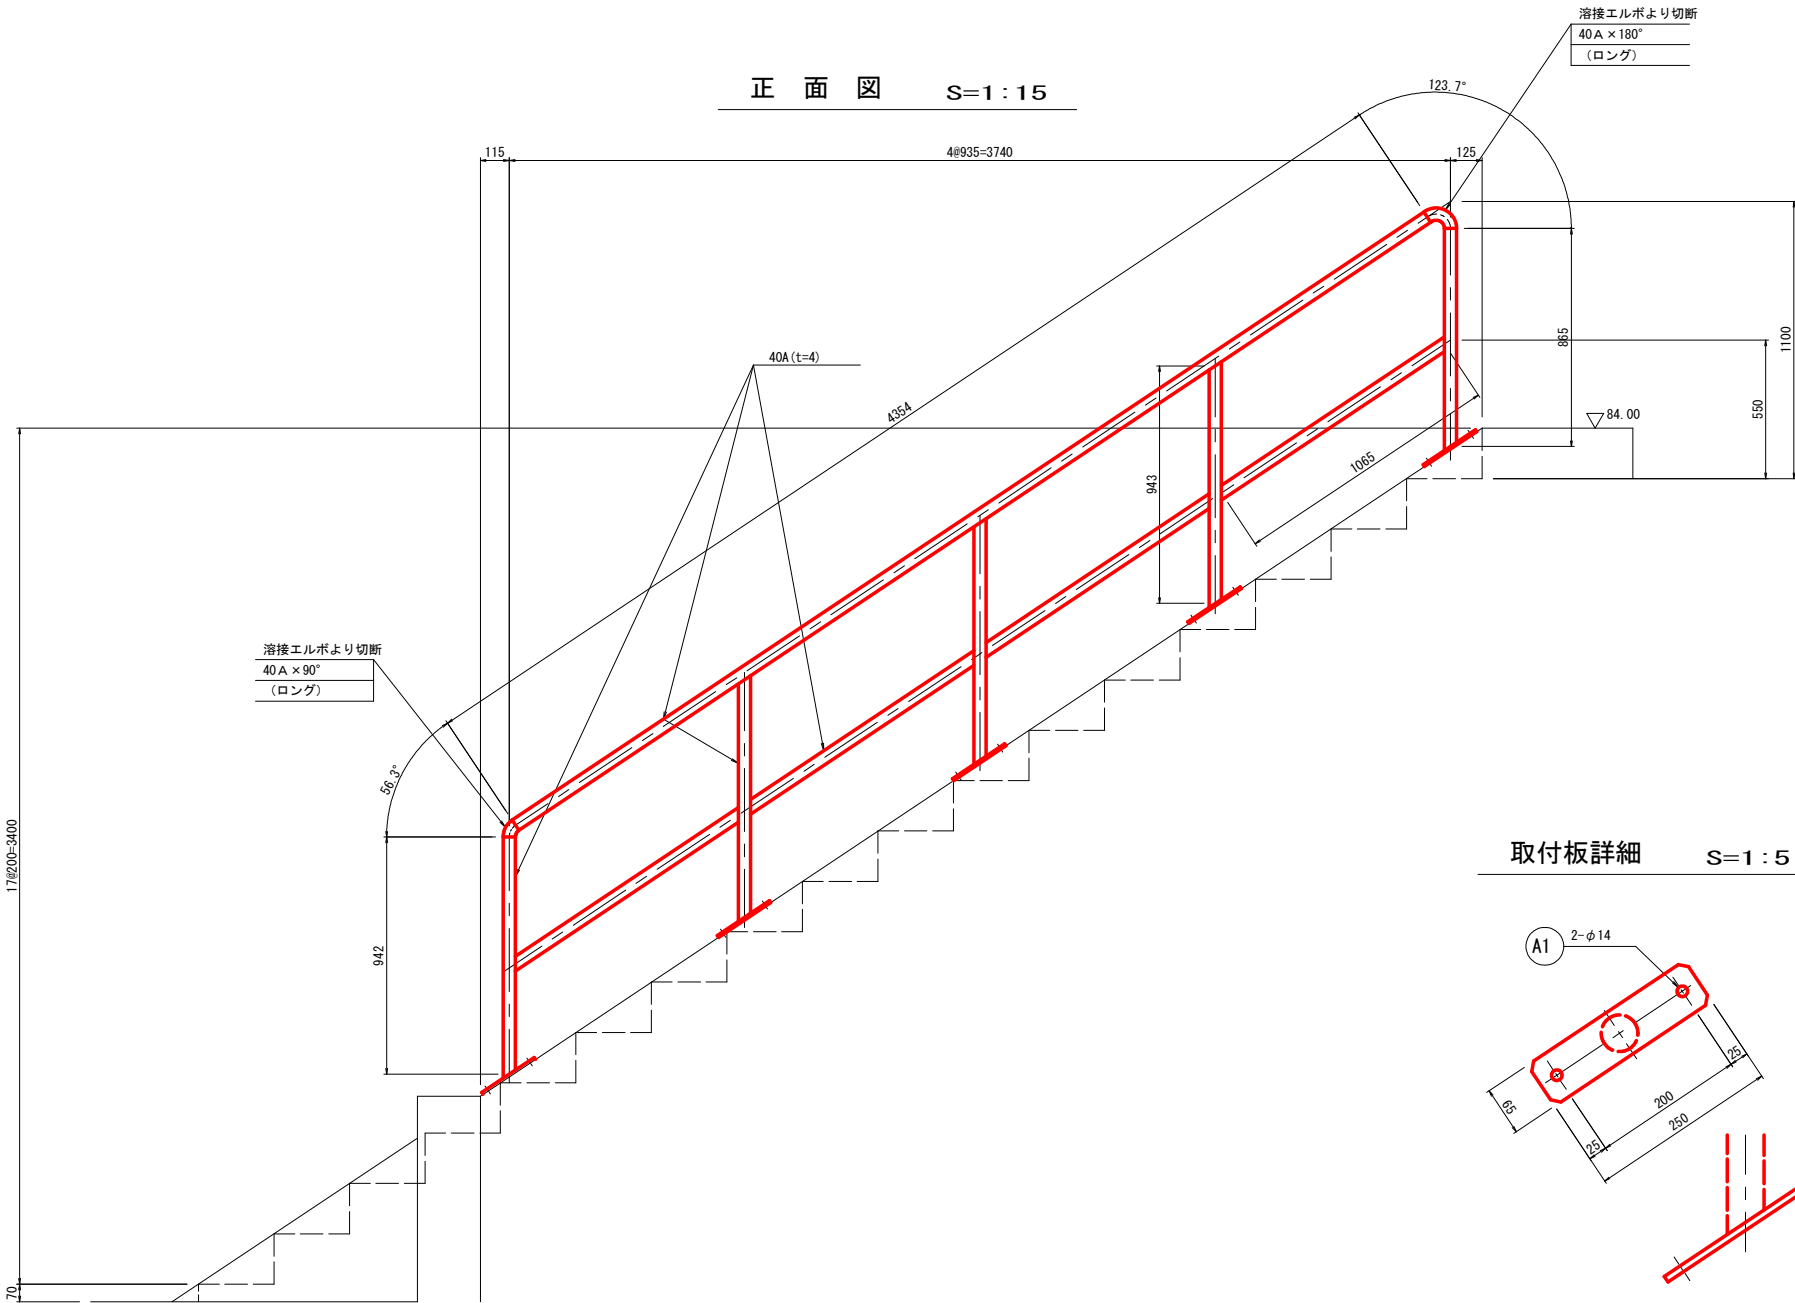 溶接エルボより切断
40A×180°
(ロング)
正面図 S=1:15
123.7°
115
4@935=3740
125
865
1100
40A(t=4)
4354
550
84.00
1065
943
溶接エルボより切断
40A×90°
(ロング)
56.3°
17@200=3400
942
取付板詳細 S=1:5
A1
2-φ14
25
65
200
250
25
70